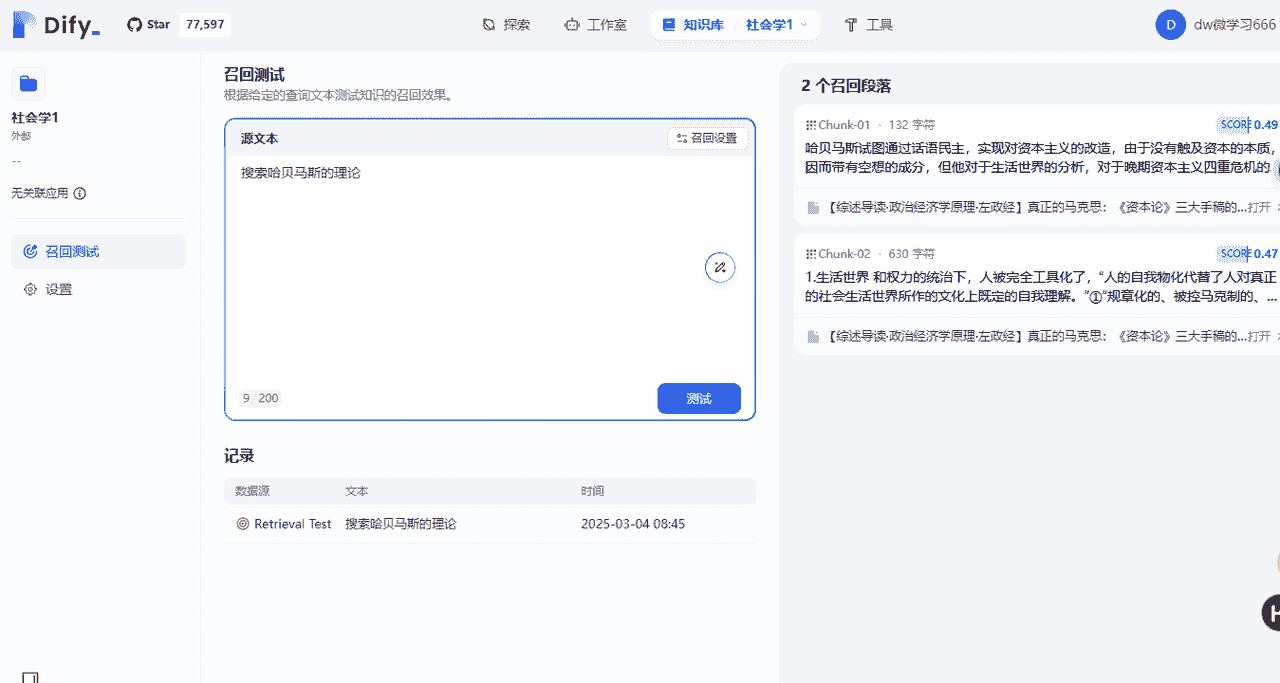 Dify_
Star 77,597
探索
工作室
知识库 / 社会学1
工具
D dw微学习666
社会学1
外部
--
无关联应用
召回测试
设置
召回测试
根据给定的查询文本测试知识的召回效果。
源文本
召回设置
搜索哈贝马斯的理论
9 / 200
测试
记录
数据源 文本 时间
Retrieval Test 搜索哈贝马斯的理论 2025-03-04 08:45
2 个召回段落
Chunk-01 · 132 字符 SCORE 0.49
哈贝马斯试图通过话语民主，实现对资本主义的改造，由于没有触及资本的本质，
因而带有空想的成分，但他对于生活世界的分析，对于晚期资本主义四重危机的...
【综述导读·政治经济学原理·左政经】真正的马克思：《资本论》三大手稿的...打开
Chunk-02 · 630 字符 SCORE 0.47
1.生活世界 和权力的统治下，人被完全工具化了，“人的自我物化代替了人对真正
的社会生活世界所作的文化上既定的自我理解。”①”规章化的、被控马克制的、...
【综述导读·政治经济学原理·左政经】真正的马克思：《资本论》三大手稿的...打开
H